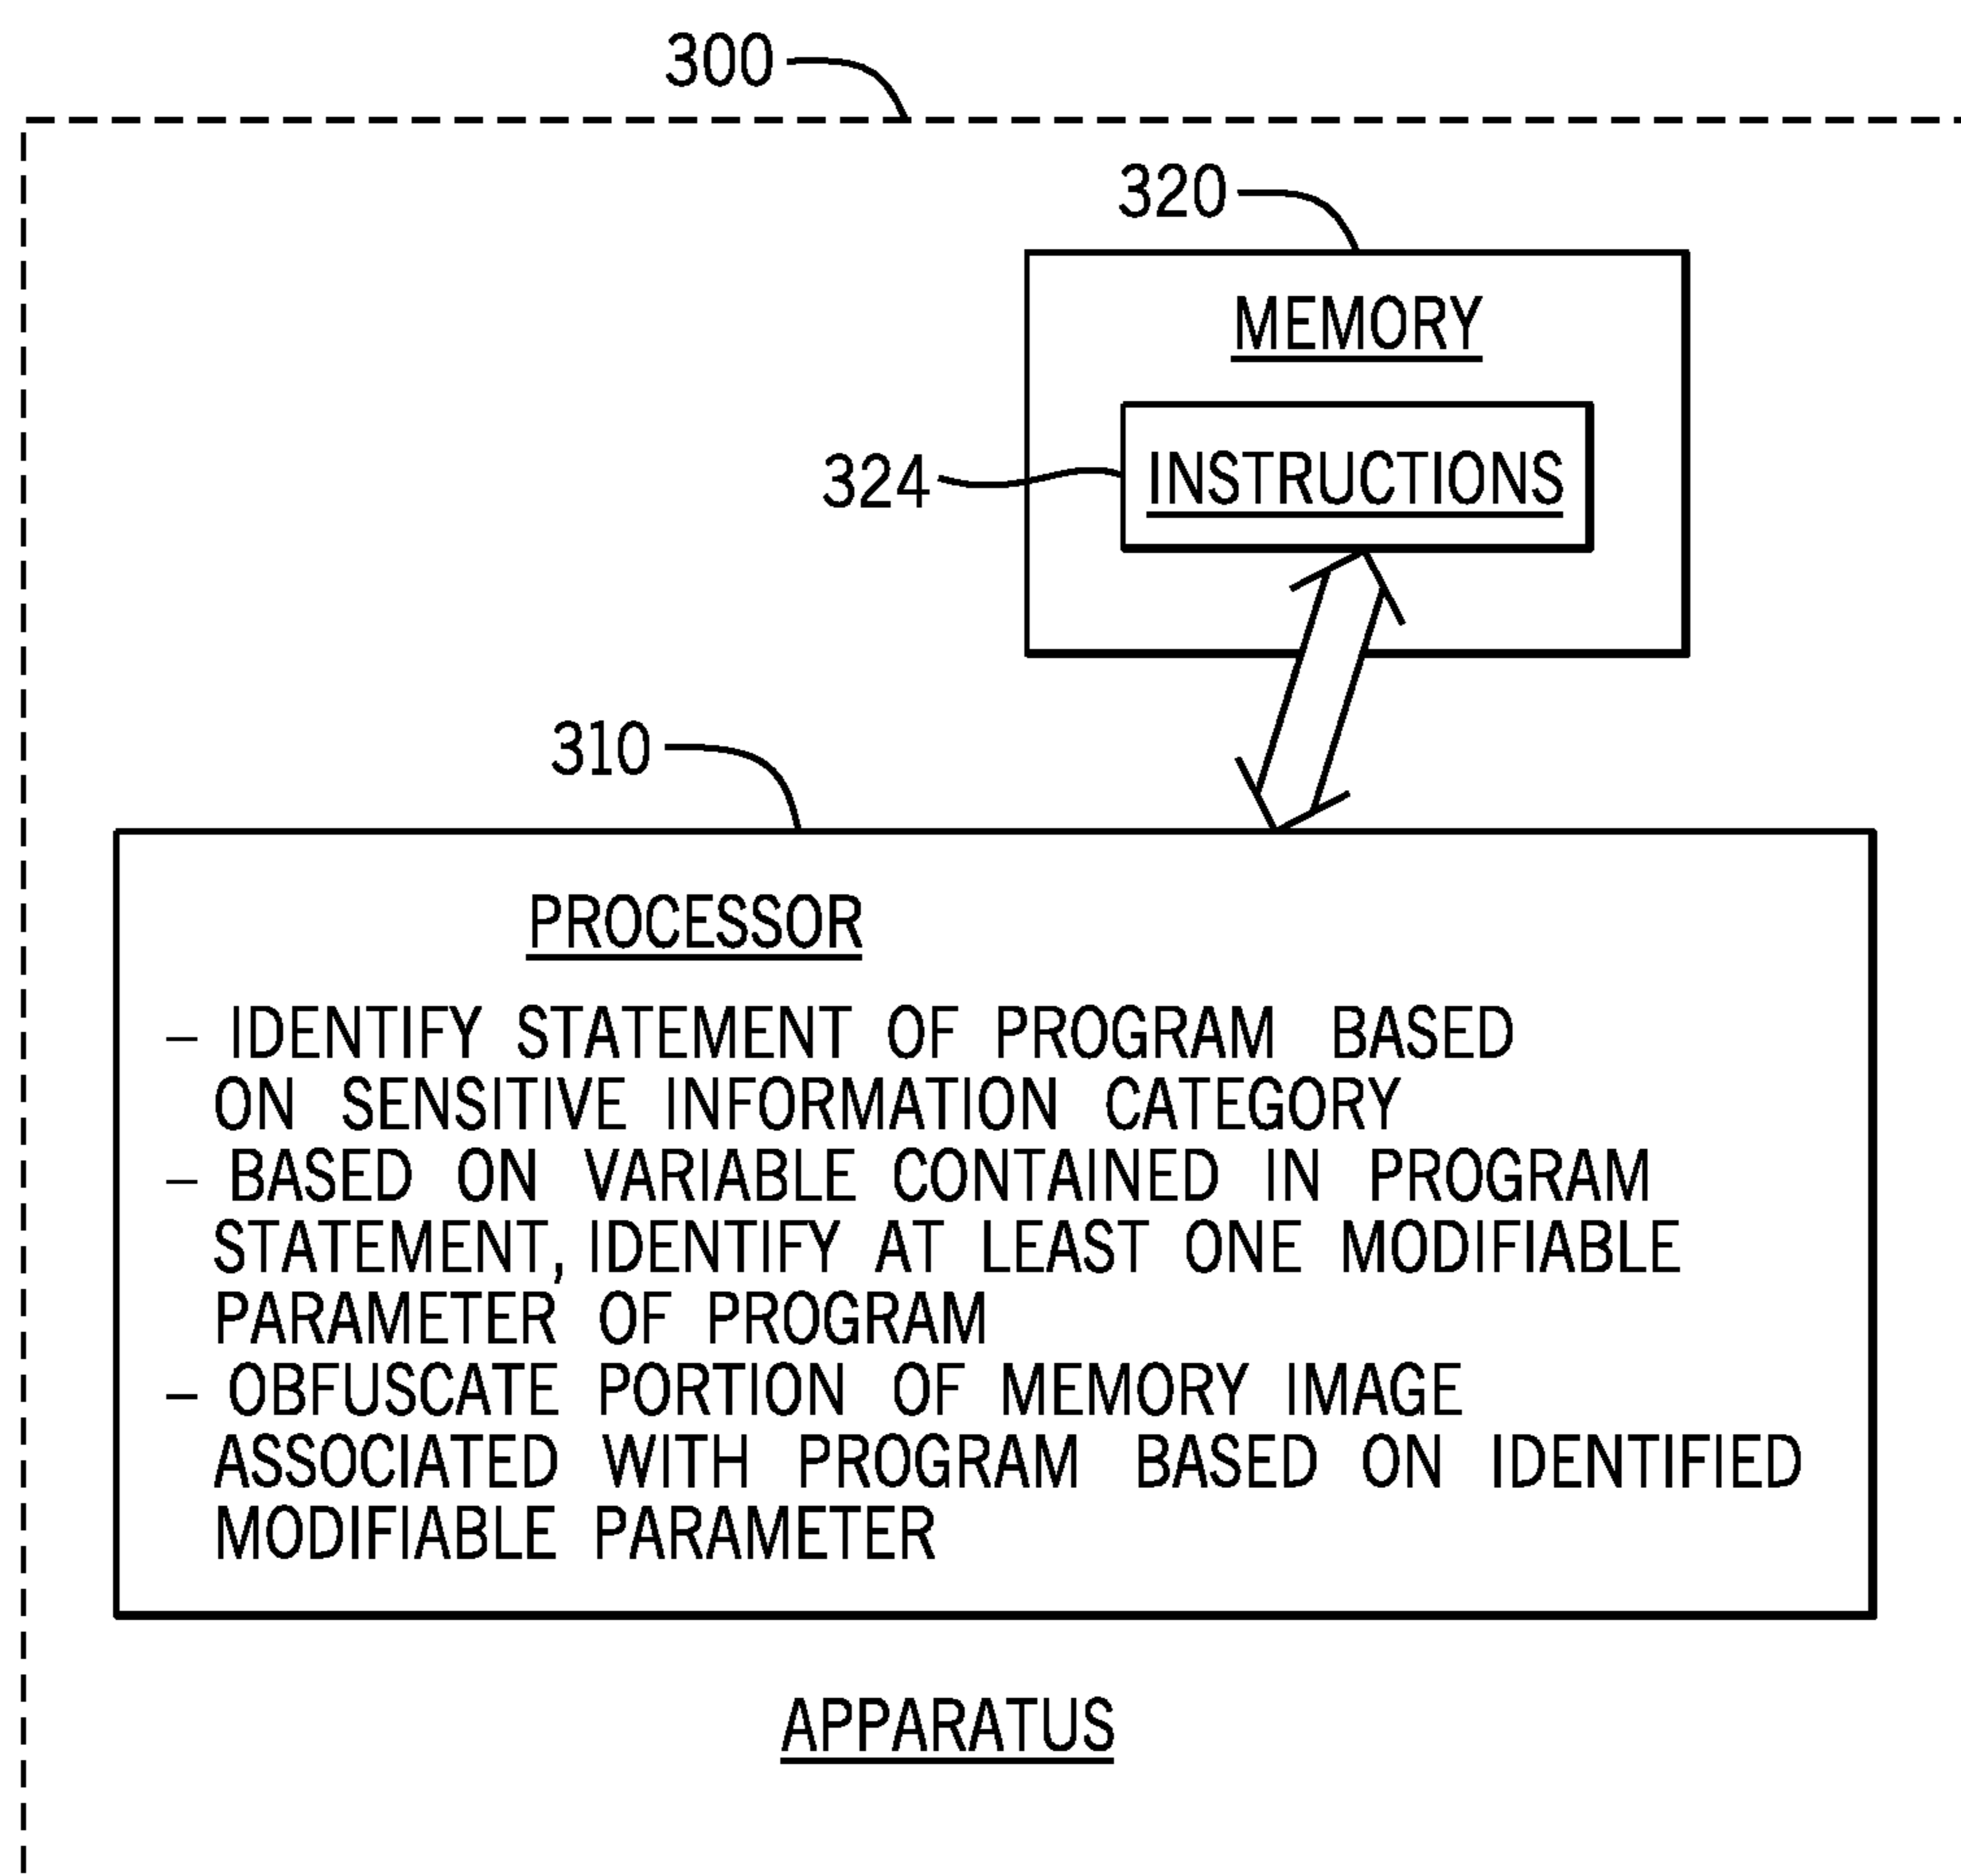 300
320
MEMORY
324
INSTRUCTIONS
310
PROCESSOR
– IDENTIFY STATEMENT OF PROGRAM BASED
ON SENSITIVE INFORMATION CATEGORY
– BASED ON VARIABLE CONTAINED IN PROGRAM
STATEMENT, IDENTIFY AT LEAST ONE MODIFIABLE
PARAMETER OF PROGRAM
– OBFUSCATE PORTION OF MEMORY IMAGE
ASSOCIATED WITH PROGRAM BASED ON IDENTIFIED
MODIFIABLE PARAMETER
APPARATUS